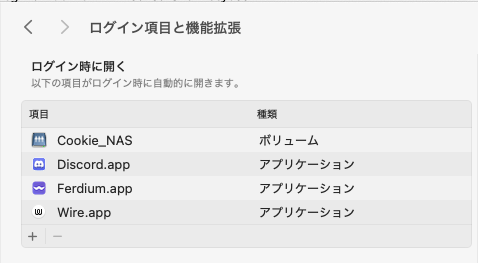 ログイン項目と機能拡張
ログイン時に開く
以下の項目がログイン時に自動的に開きます。
項目 種類
Cookie_NAS ボリューム
Discord.app アプリケーション
Ferdium.app アプリケーション
Wire.app アプリケーション